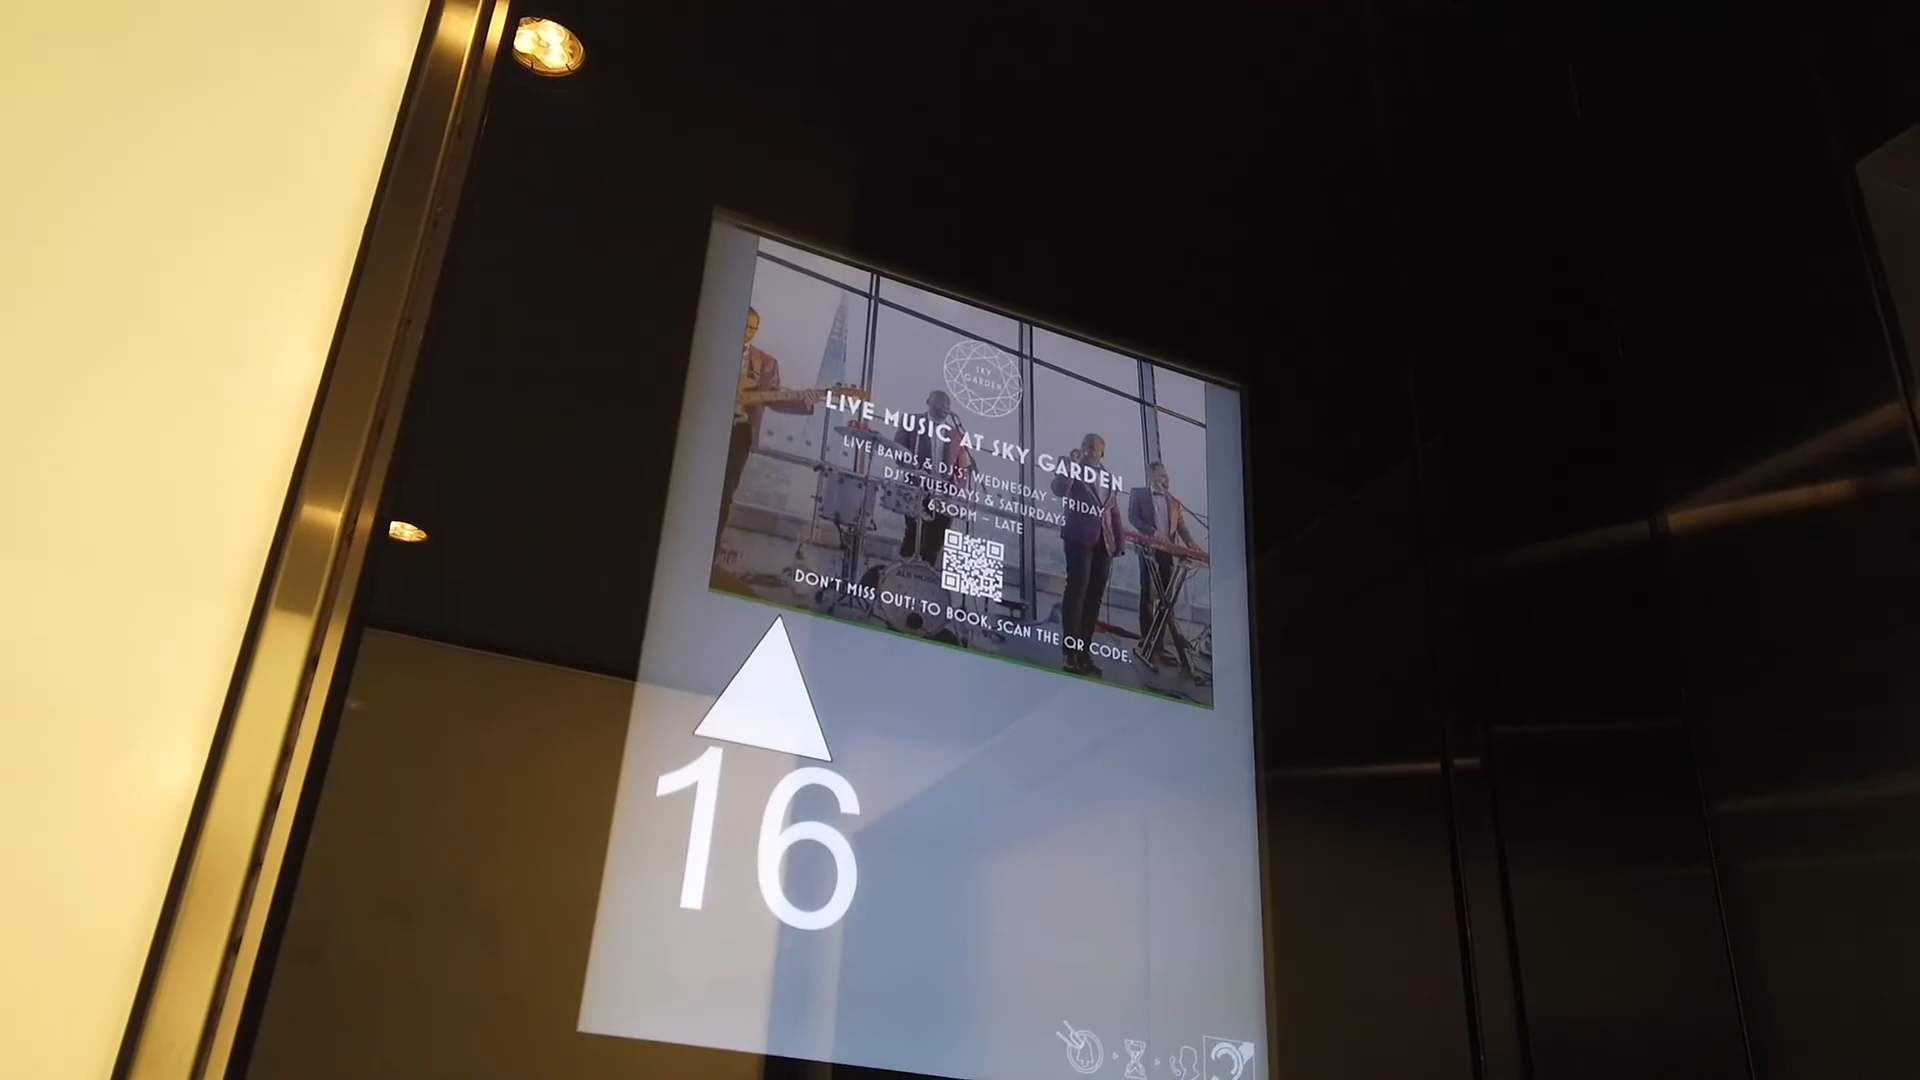 SKY
GARDEN
LIVE MUSIC AT SKY GARDEN
LIVE BANDS & DJ'S: WEDNESDAY - FRIDAY
DJ'S: TUESDAYS & SATURDAYS
6.30PM – LATE
DON'T MISS OUT! TO BOOK, SCAN THE QR CODE.
16